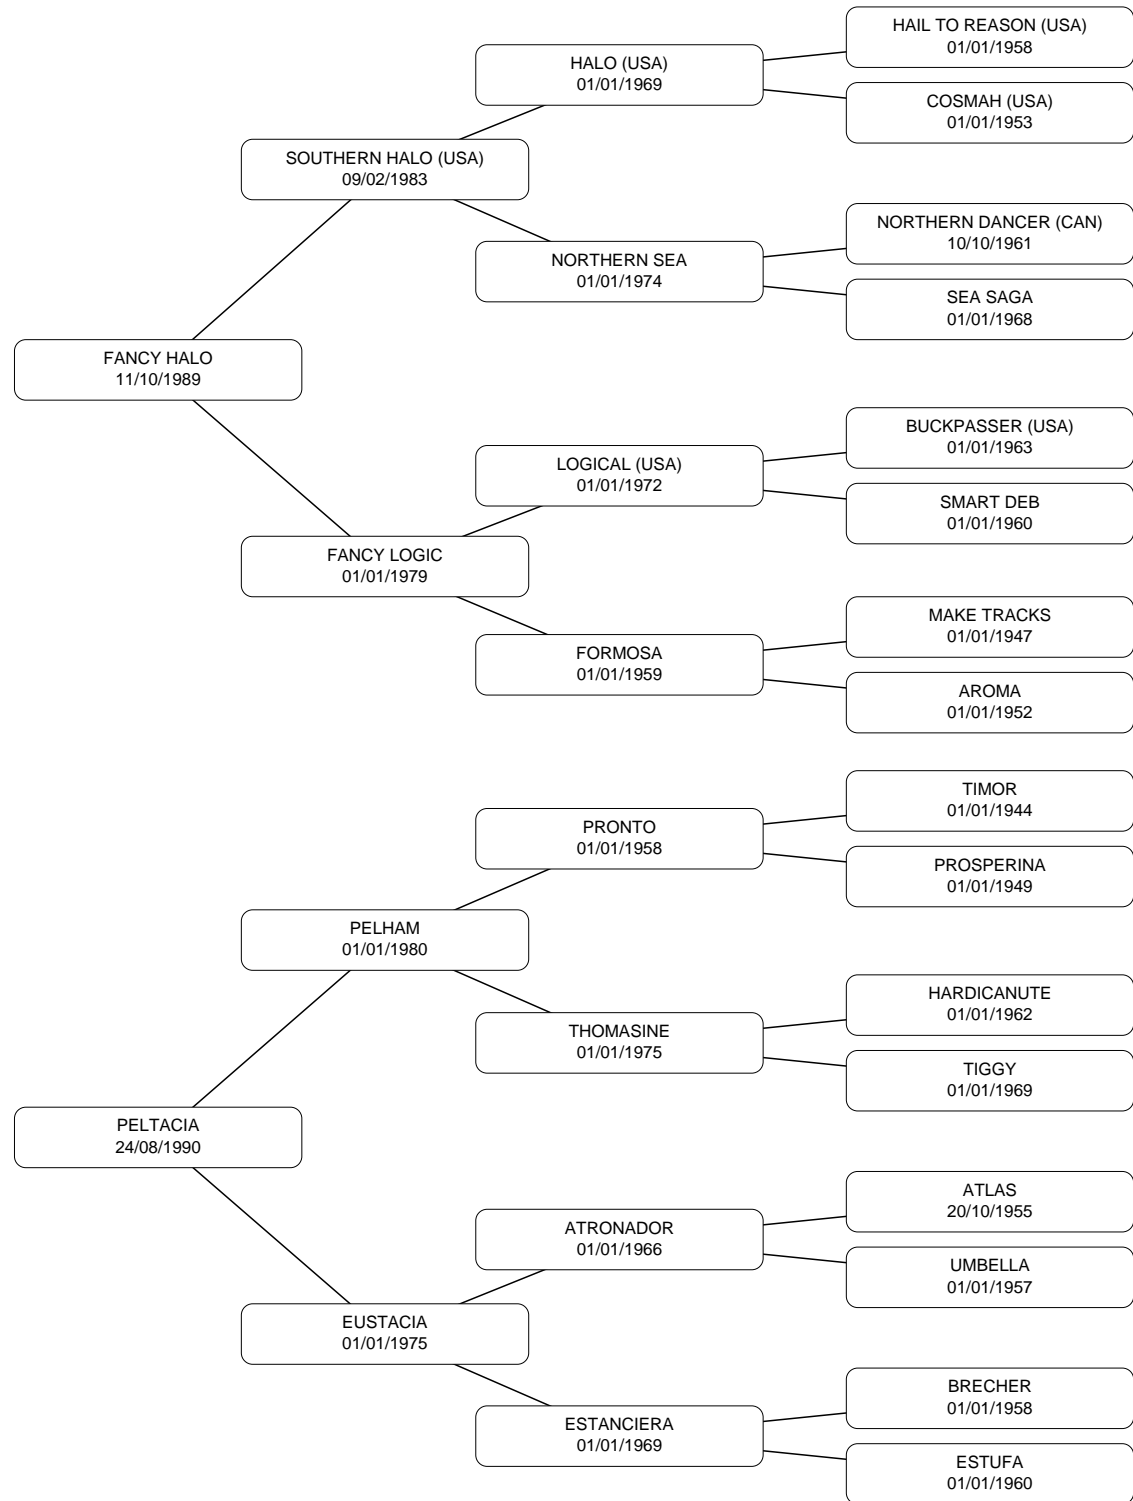 HAIL TO REASON (USA)
01/01/1958
HALO (USA)
01/01/1969
COSMAH (USA)
01/01/1953
SOUTHERN HALO (USA)
09/02/1983
NORTHERN DANCER (CAN)
10/10/1961
NORTHERN SEA
01/01/1974
SEA SAGA
01/01/1968
FANCY HALO
11/10/1989
BUCKPASSER (USA)
01/01/1963
LOGICAL (USA)
01/01/1972
SMART DEB
01/01/1960
FANCY LOGIC
01/01/1979
MAKE TRACKS
01/01/1947
FORMOSA
01/01/1959
AROMA
01/01/1952
TIMOR
01/01/1944
PRONTO
01/01/1958
PROSPERINA
01/01/1949
PELHAM
01/01/1980
HARDICANUTE
01/01/1962
THOMASINE
01/01/1975
TIGGY
01/01/1969
PELTACIA
24/08/1990
ATLAS
20/10/1955
ATRONADOR
01/01/1966
UMBELLA
01/01/1957
EUSTACIA
01/01/1975
BRECHER
01/01/1958
ESTANCIERA
01/01/1969
ESTUFA
01/01/1960